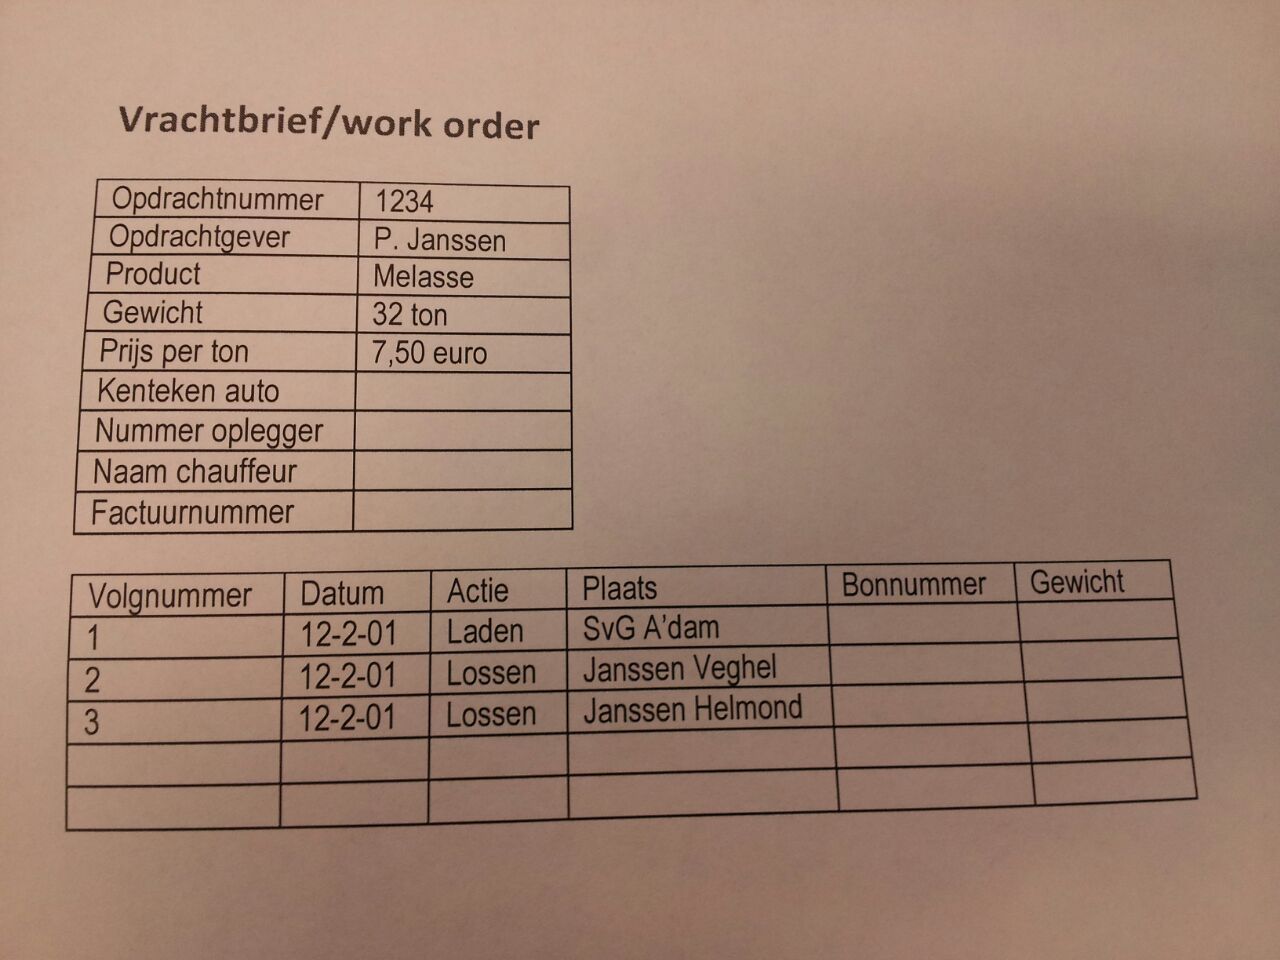 Vrachtbrief/work order
Opdrachtnummer 1234
Opdrachtgever P. Janssen
Product Melasse
Gewicht 32 ton
Prijs per ton 7,50 euro
Kenteken auto
Nummer oplegger
Naam chauffeur
Factuurnummer
Volgnummer Datum Actie Plaats Bonnummer Gewicht
1 12-2-01 Laden SvG A'dam
2 12-2-01 Lossen Janssen Veghel
3 12-2-01 Lossen Janssen Helmond